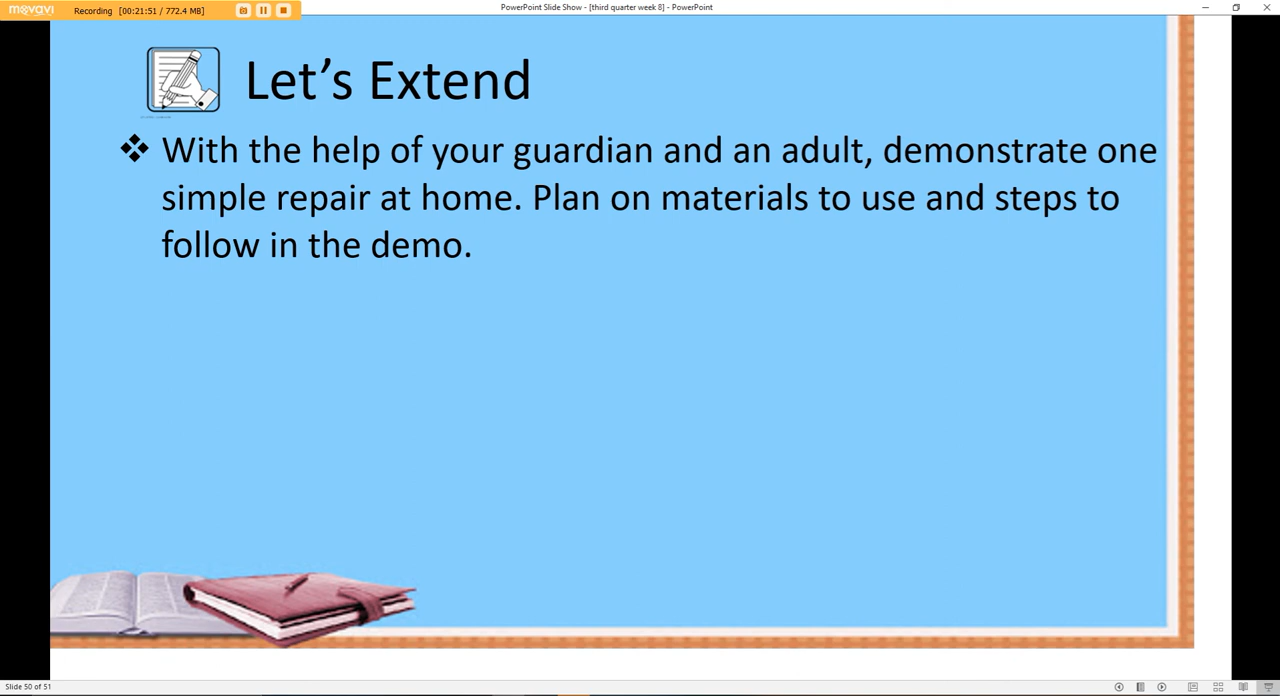 movavi
Recording [00:21:51 / 772.4 MB]
PowerPoint Slide Show - [third quarter week 8] - PowerPoint
Let’s Extend
❖ With the help of your guardian and an adult, demonstrate one
simple repair at home. Plan on materials to use and steps to
follow in the demo.
Slide 50 of 51